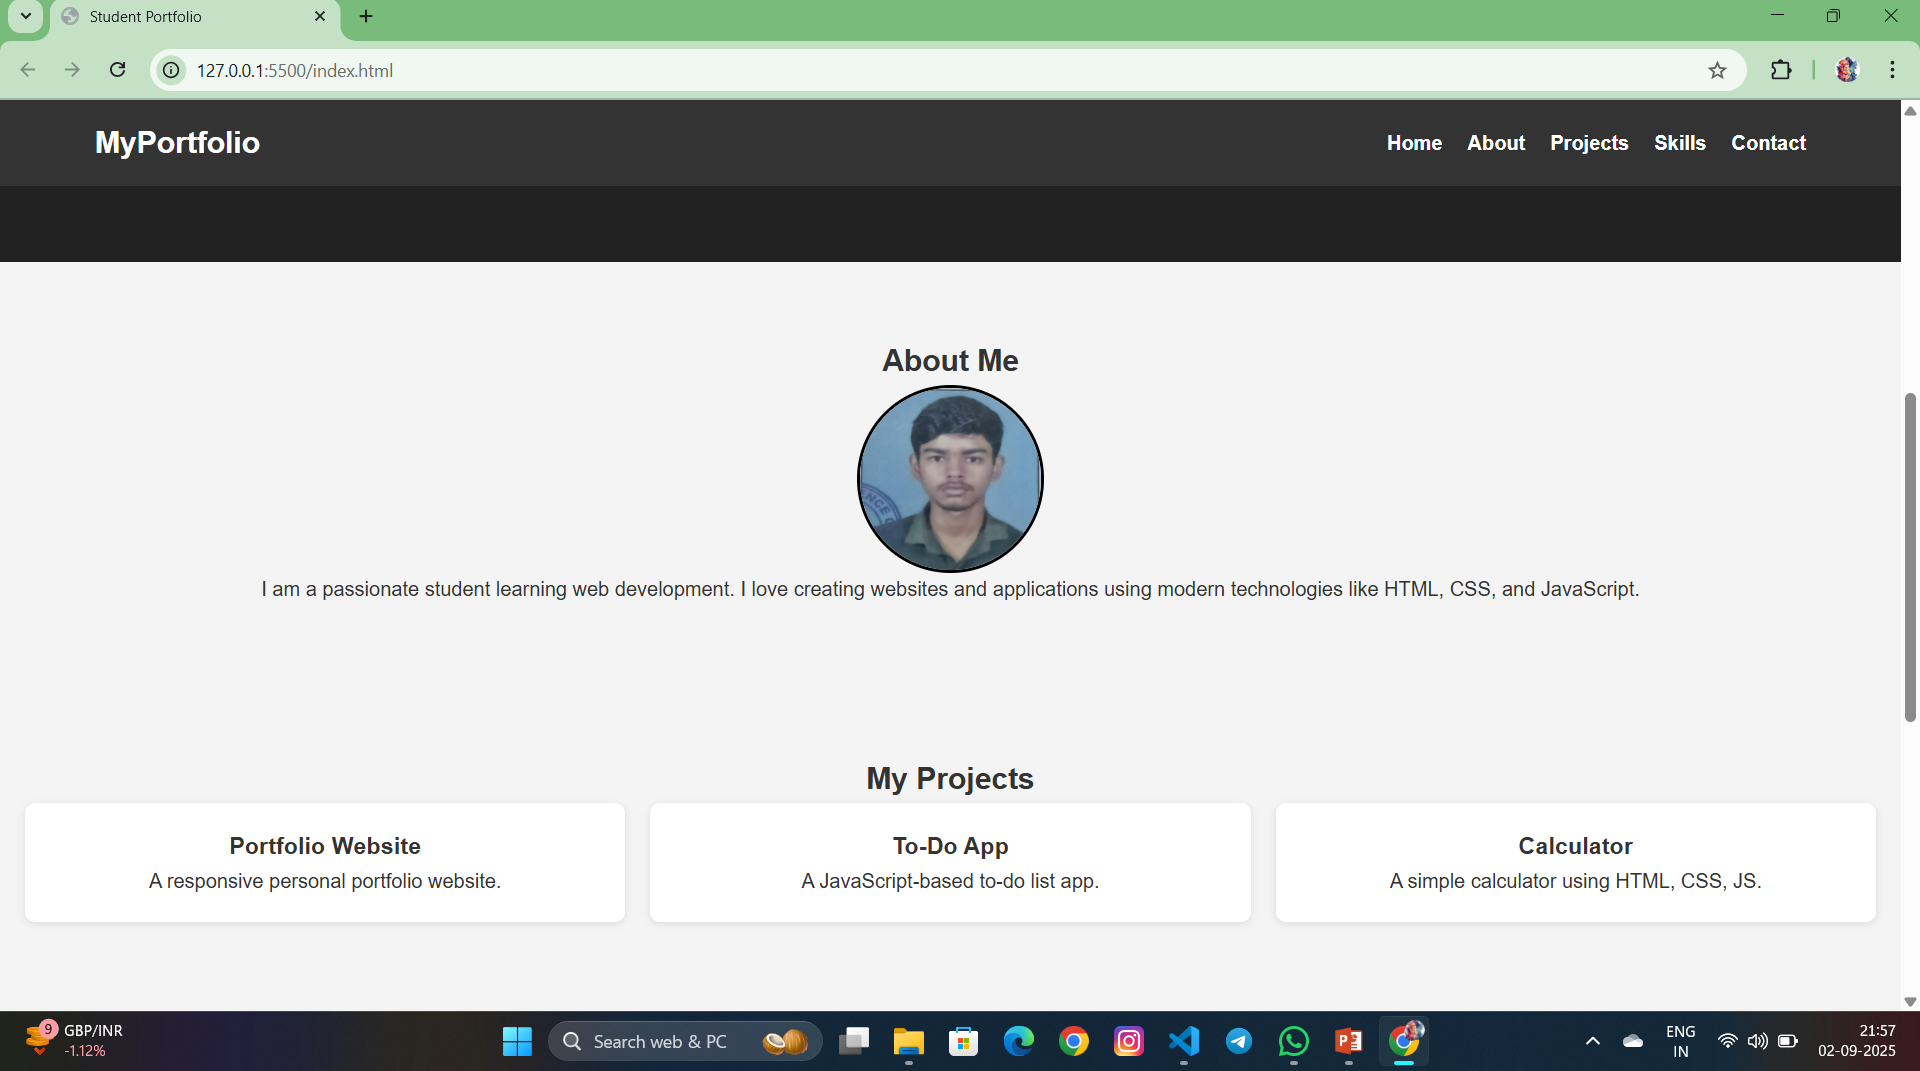 Student Portfolio
127.0.0.1:5500/index.html
MyPortfolio
Home About Projects Skills Contact
About Me
I am a passionate student learning web development. I love creating websites and applications using modern technologies like HTML, CSS, and JavaScript.
My Projects
Portfolio Website
A responsive personal portfolio website.
To-Do App
A JavaScript-based to-do list app.
Calculator
A simple calculator using HTML, CSS, JS.
9
GBP/INR
-1.12%
Search web & PC
ENG
IN
21:57
02-09-2025